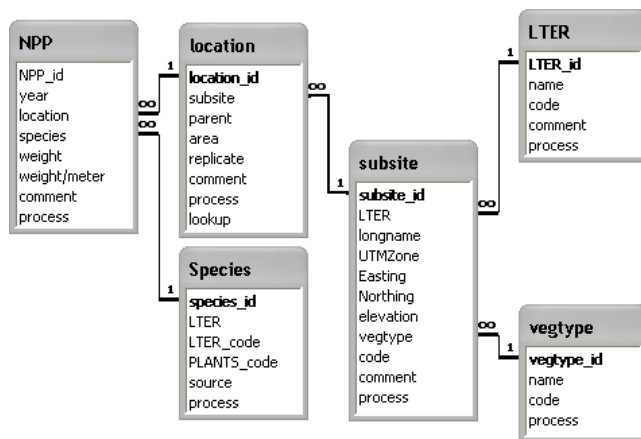 NPP
NPP_id
year
location
species
weight
weight/meter
comment
process
location
location_id
subsite
parent
area
replicate
comment
process
lookup
Species
species_id
LTER
LTER_code
PLANTS_code
source
process
subsite
subsite_id
LTER
longname
UTMZone
Easting
Northing
elevation
vegtype
code
comment
process
LTER
LTER_id
name
code
comment
process
vegtype
vegtype_id
name
code
process
1
∞
∞
1
∞
1
1
∞
∞
1